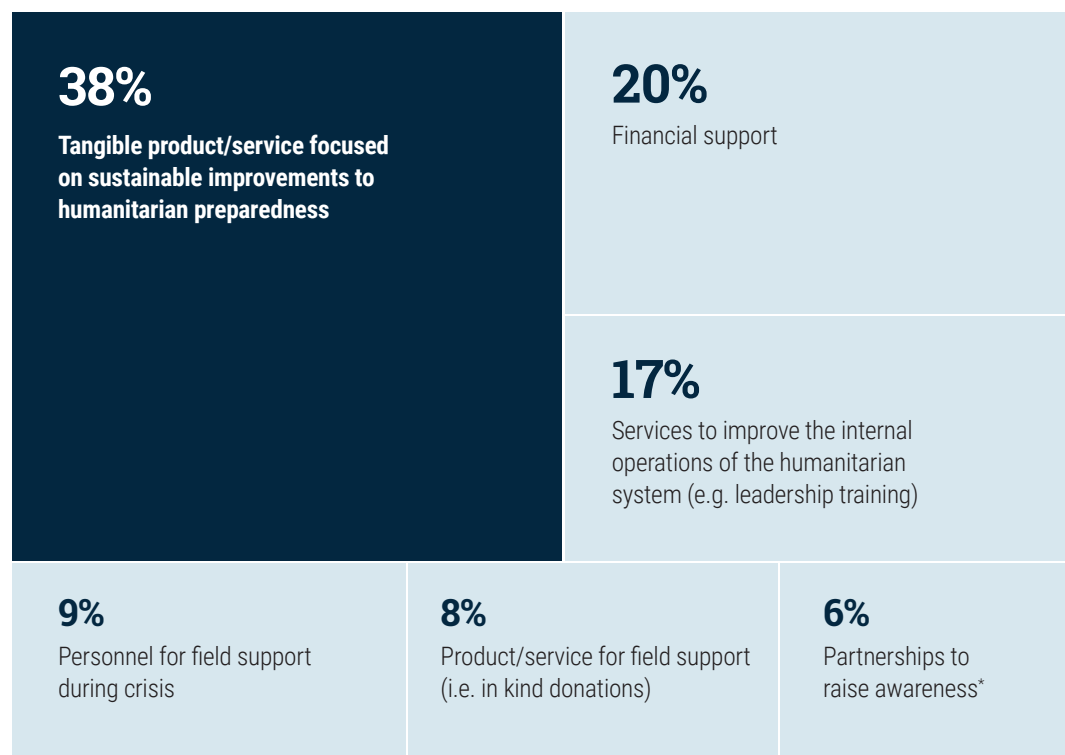 38%
Tangible product/service focused
on sustainable improvements to
humanitarian preparedness
20%
Financial support
17%
Services to improve the internal
operations of the humanitarian
system (e.g. leadership training)
9%
Personnel for field support
during crisis
8%
Product/service for field support
(i.e. in kind donations)
6%
Partnerships to
raise awareness*